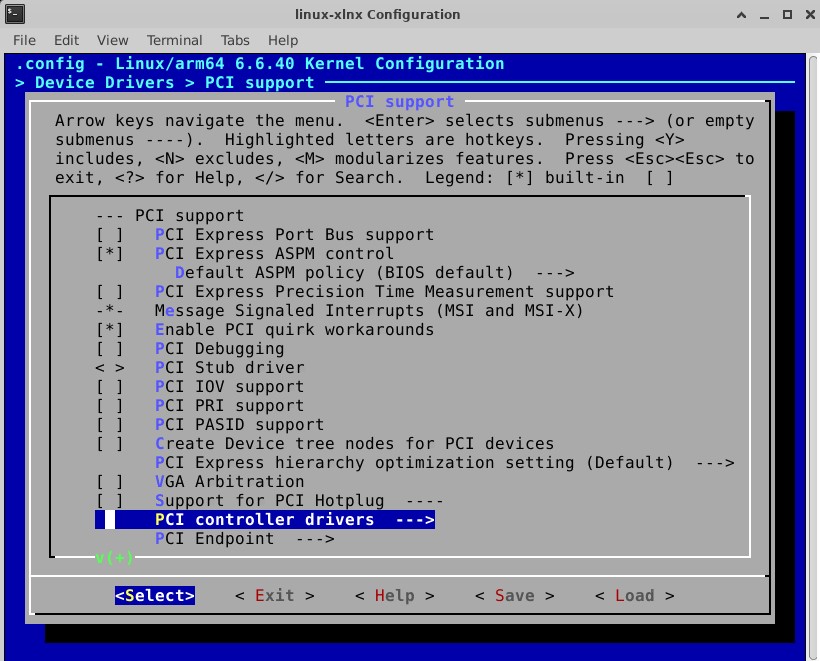 linux-xlnx Configuration
File Edit View Terminal Tabs Help
.config - Linux/arm64 6.6.40 Kernel Configuration
> Device Drivers > PCI support
PCI support
Arrow keys navigate the menu.  <Enter> selects submenus ---> (or empty
submenus ----).  Highlighted letters are hotkeys.  Pressing <Y>
includes, <N> excludes, <M> modularizes features.  Press <Esc><Esc> to
exit, <?> for Help, </> for Search.  Legend: [*] built-in  [ ]
--- PCI support
[ ]   PCI Express Port Bus support
[*]   PCI Express ASPM control
Default ASPM policy (BIOS default)  --->
[ ]   PCI Express Precision Time Measurement support
-*-   Message Signaled Interrupts (MSI and MSI-X)
[*]   Enable PCI quirk workarounds
[ ]   PCI Debugging
< >   PCI Stub driver
[ ]   PCI IOV support
[ ]   PCI PRI support
[ ]   PCI PASID support
[ ]   Create Device tree nodes for PCI devices
PCI Express hierarchy optimization setting (Default)  --->
[ ]   VGA Arbitration
[ ]   Support for PCI Hotplug  ----
PCI controller drivers  --->
PCI Endpoint  --->
v(+)
<Select>    < Exit >    < Help >    < Save >    < Load >